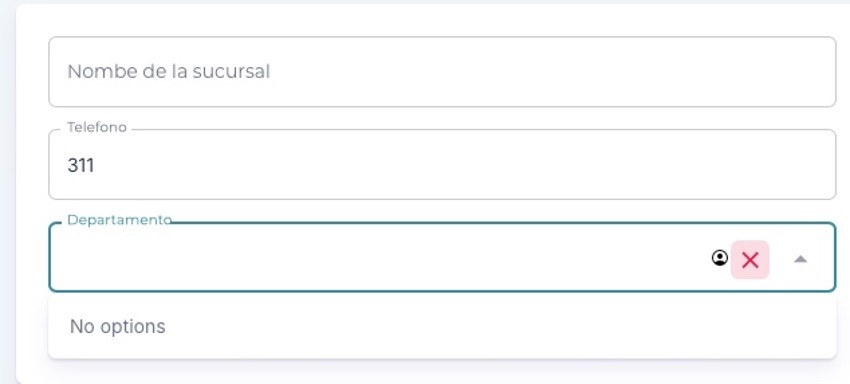 Nombe de la sucursal
Telefono
311
Departamento
No options